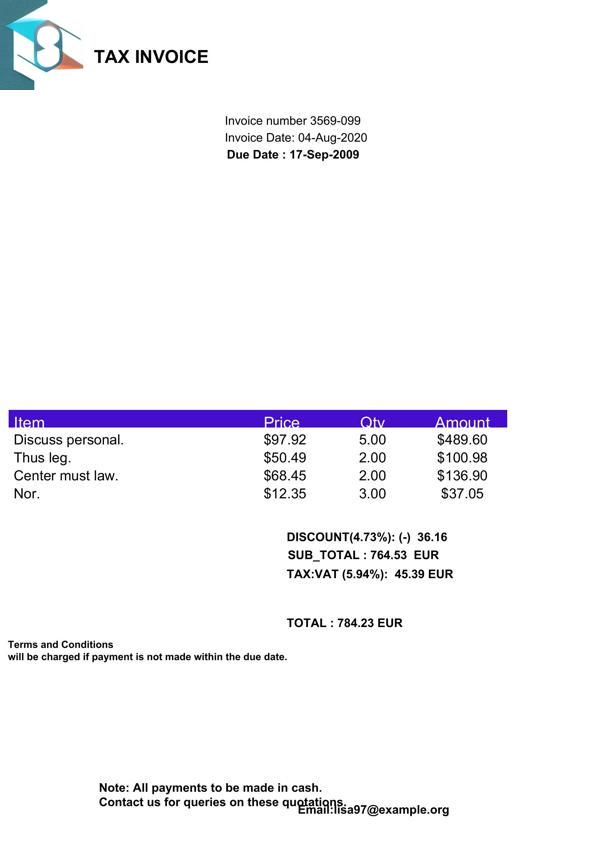 TAX INVOICE
Invoice number 3569-099
Invoice Date: 04-Aug-2020
Due Date : 17-Sep-2009
Item Price Qty Amount
Discuss personal. $97.92 5.00 $489.60
Thus leg. $50.49 2.00 $100.98
Center must law. $68.45 2.00 $136.90
Nor. $12.35 3.00 $37.05
DISCOUNT(4.73%): (-) 36.16
SUB_TOTAL : 764.53 EUR
TAX:VAT (5.94%): 45.39 EUR
TOTAL : 784.23 EUR
Terms and Conditions
will be charged if payment is not made within the due date.
Note: All payments to be made in cash.
Contact us for queries on these quotations.
Email:lisa97@example.org